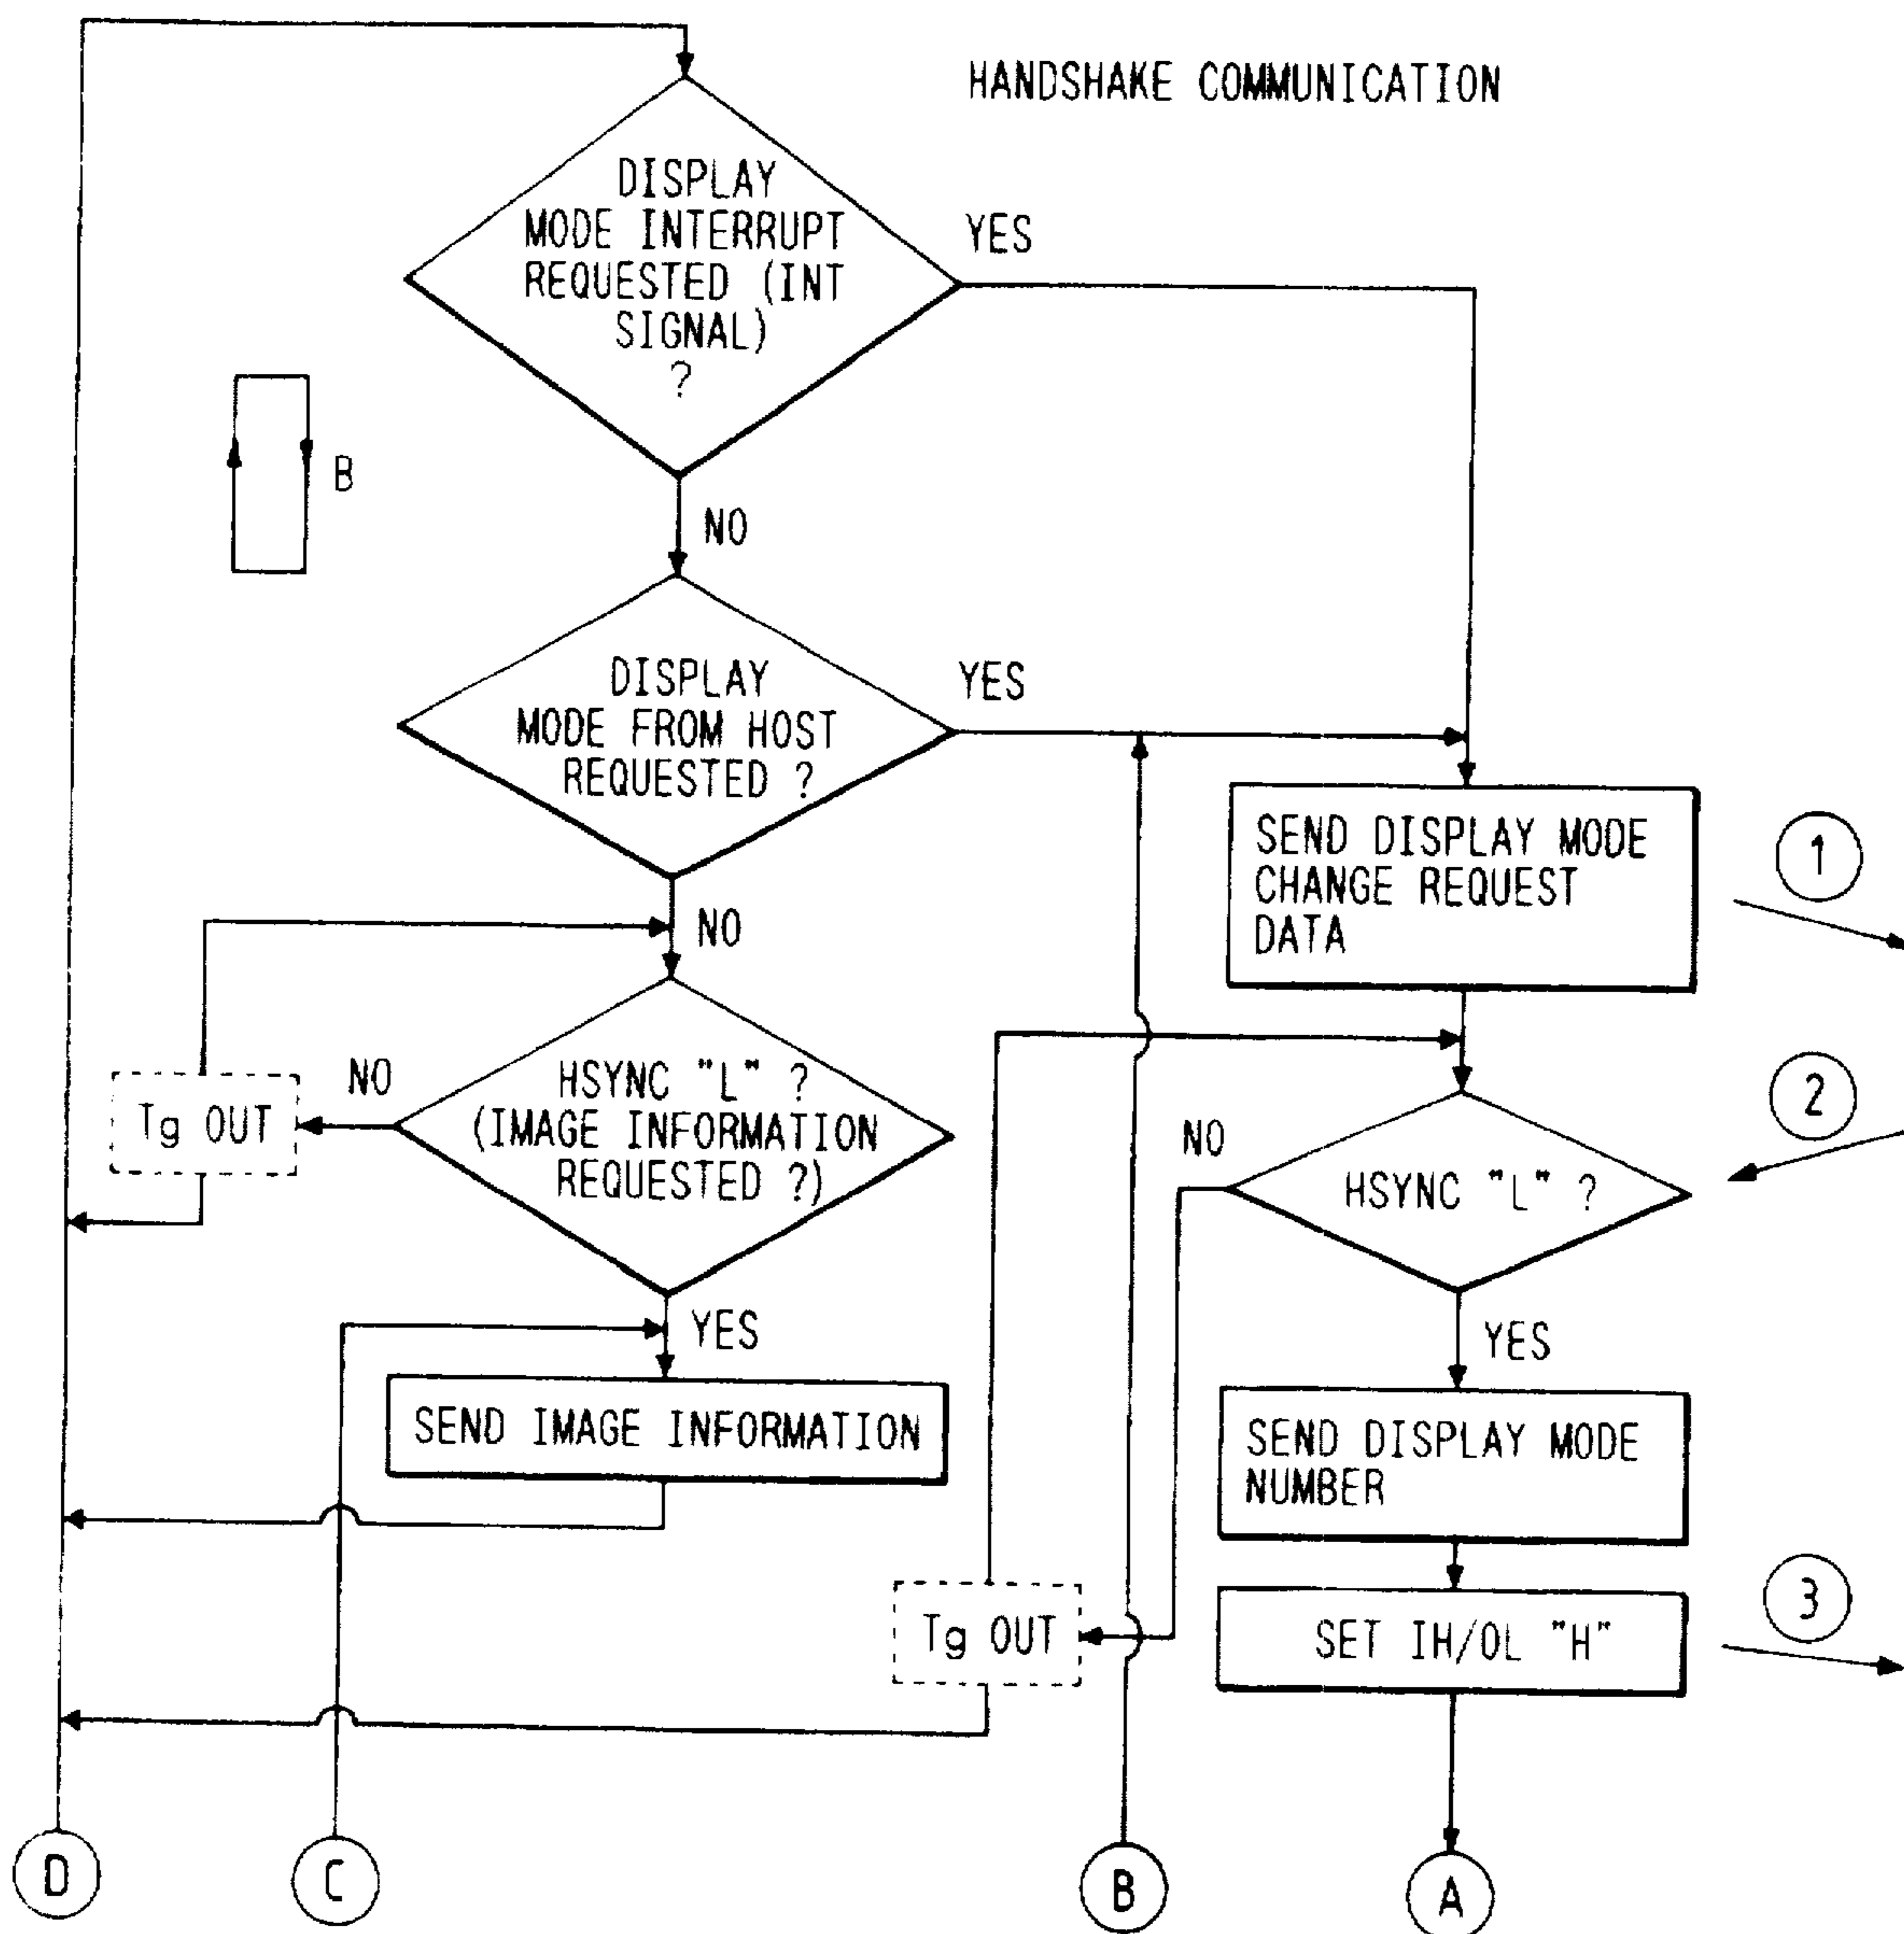 HANDSHAKE COMMUNICATION
DISPLAY
MODE INTERRUPT
REQUESTED (INT
SIGNAL)
?
YES
B
NO
DISPLAY
MODE FROM HOST
REQUESTED ?
YES
NO
SEND DISPLAY MODE
CHANGE REQUEST
DATA
1
HSYNC "L" ?
(IMAGE INFORMATION
REQUESTED ?)
NO
Tg OUT
YES
SEND IMAGE INFORMATION
2
NO
HSYNC "L" ?
YES
SEND DISPLAY MODE
NUMBER
Tg OUT
SET IH/OL "H"
3
D
C
B
A